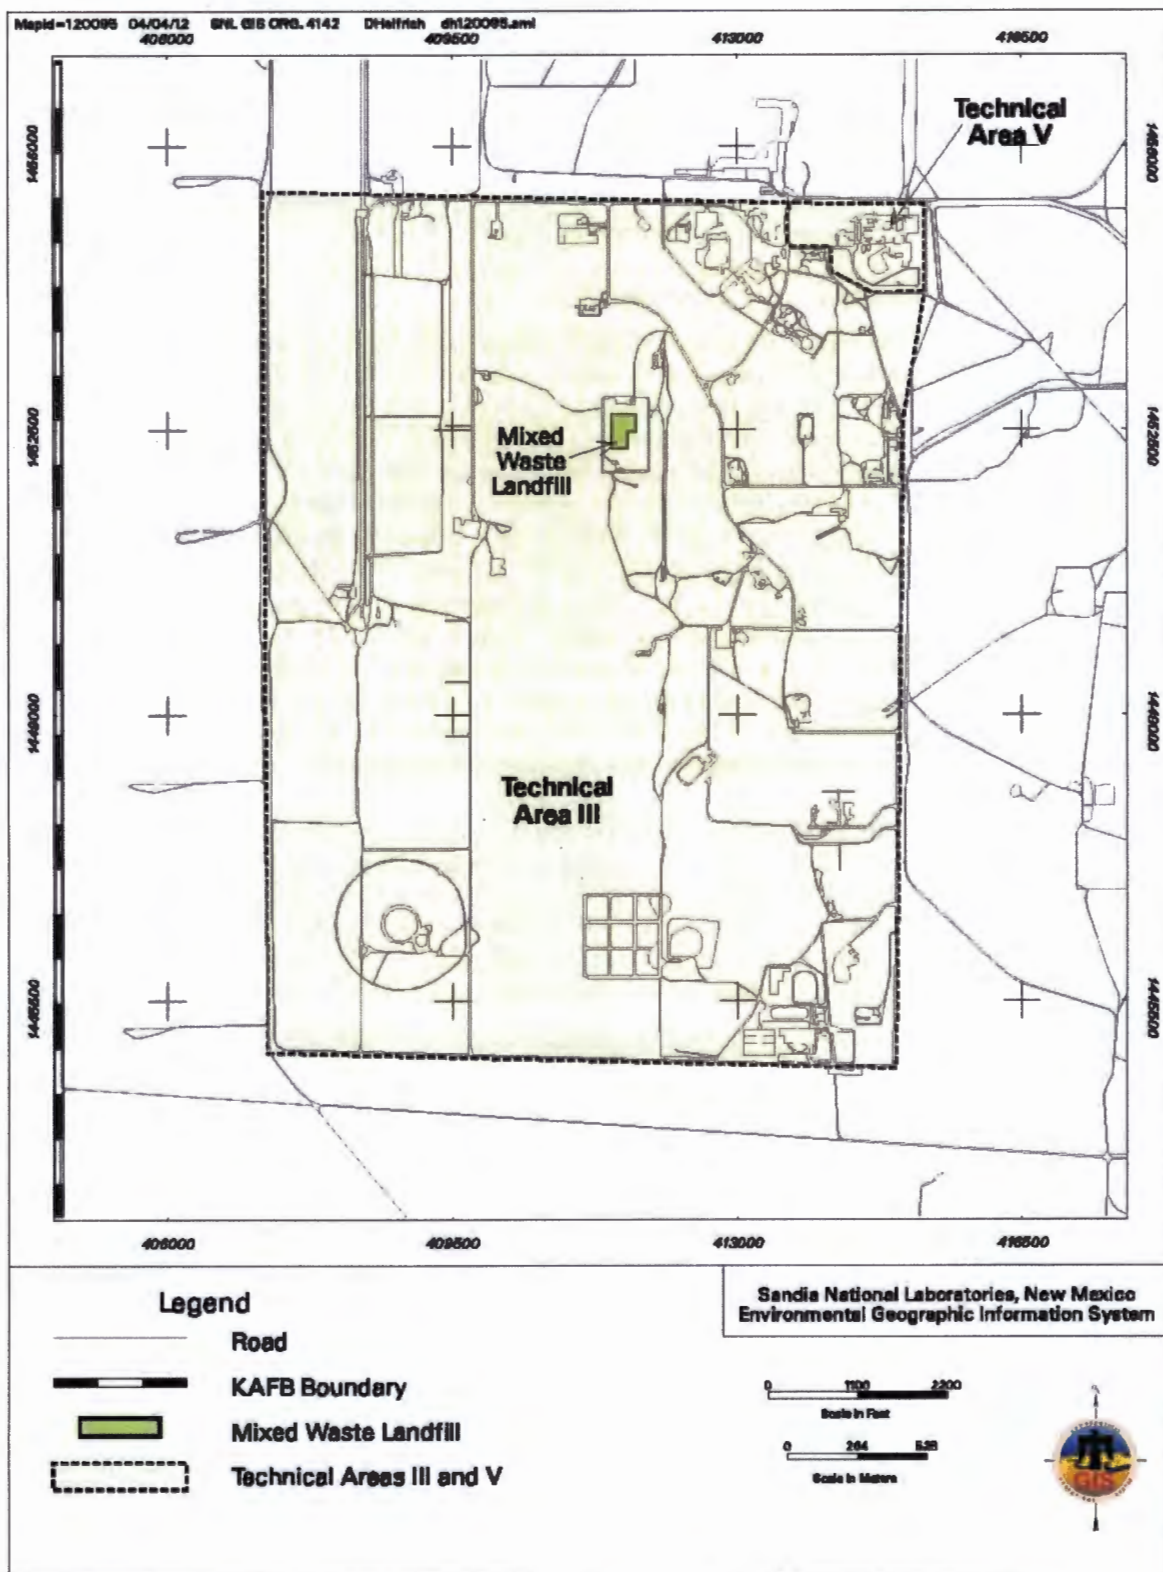 MapId=120095 04/04/12 SNL GIS ORG. 4142 DHelfrich dh120095.aml
406000 409500 413000 416500
Technical
Area V
1456000
1456000
1452500
1452500
Mixed
Waste
Landfill
1449000
1449000
Technical
Area III
1445500
1445500
406000 409500 413000 416500
Legend
Road
KAFB Boundary
Mixed Waste Landfill
Technical Areas III and V
Sandia National Laboratories, New Mexico
Environmental Geographic Information System
0 1100 2200
Scale in Feet
0 264 528
Scale in Meters
GIS